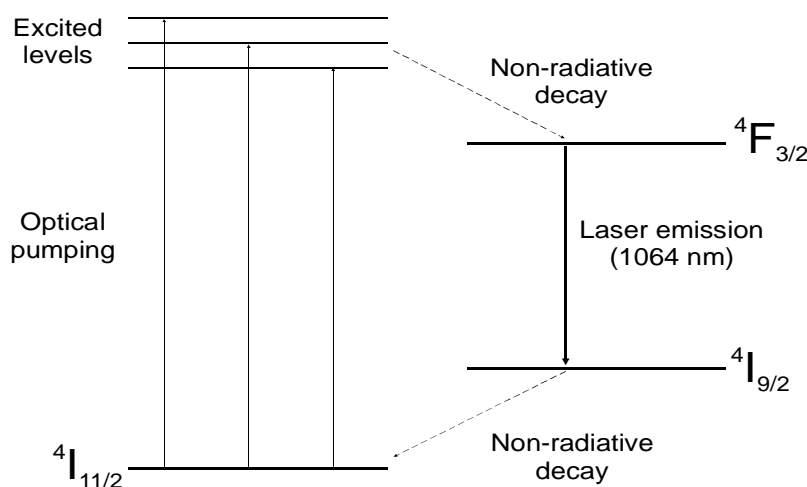 Excited
levels
Non-radiative
decay
⁴F₃/₂
Optical
pumping
Laser emission
(1064 nm)
⁴I₉/₂
⁴I₁₁/₂
Non-radiative
decay